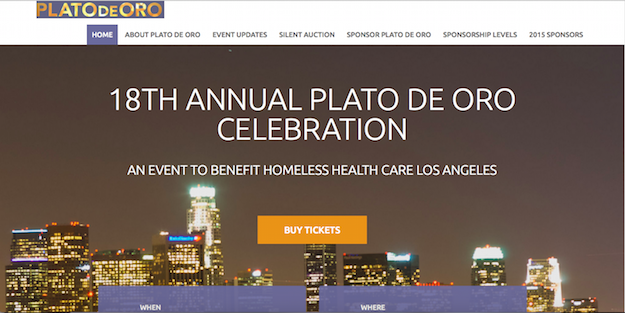 PLATO DE ORO
HOME ABOUT PLATO DE ORO EVENT UPDATES SILENT AUCTION SPONSOR PLATO DE ORO SPONSORSHIP LEVELS 2015 SPONSORS
18TH ANNUAL PLATO DE ORO
CELEBRATION
AN EVENT TO BENEFIT HOMELESS HEALTH CARE LOS ANGELES
BUY TICKETS
WHEN WHERE